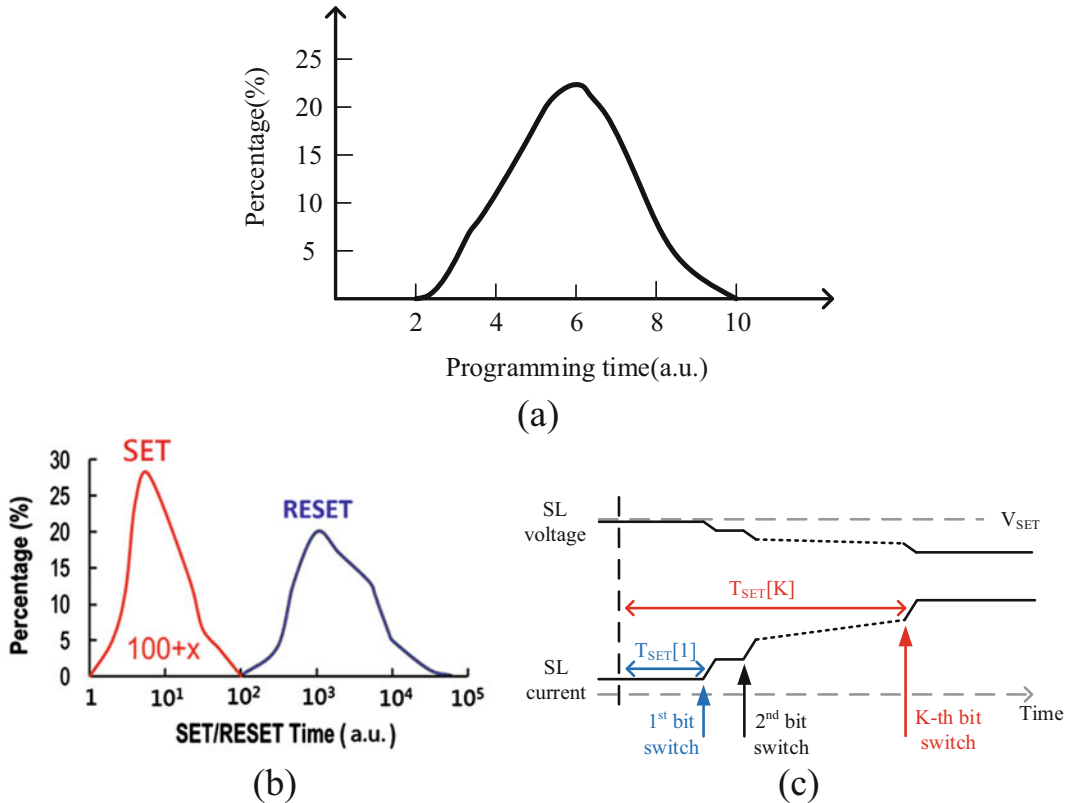 Percentage(%)
25
20
15
10
5
2 4 6 8 10
Programming time(a.u.)
(a)
SET
RESET
Percentage (%)
30
25
20
15
10
5
0
100+x
1 10¹ 10² 10³ 10⁴ 10⁵
SET/RESET Time ( a.u.)
(b)
SL
voltage
V_SET
T_SET[K]
T_SET[1]
SL
current
Time
1st bit
switch
2nd bit
switch
K-th bit
switch
(c)